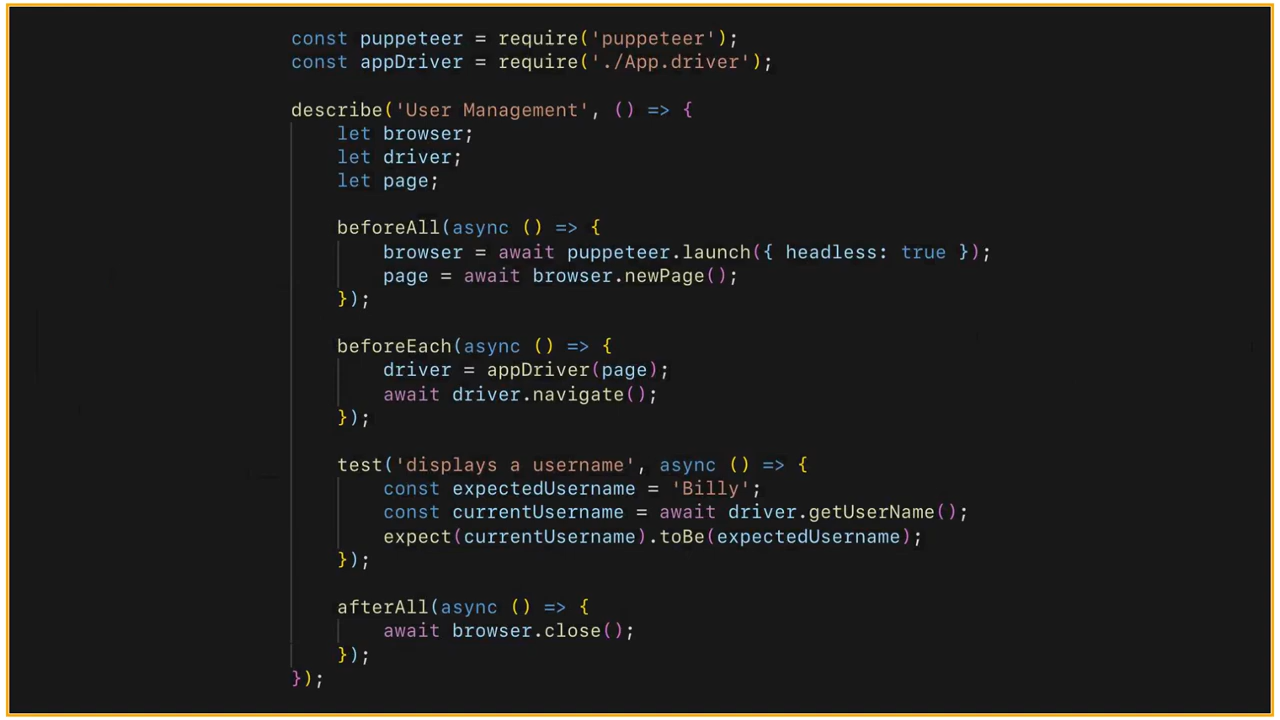 const puppeteer = require('puppeteer');
const appDriver = require('./App.driver');

describe('User Management', () => {
    let browser;
    let driver;
    let page;

    beforeAll(async () => {
        browser = await puppeteer.launch({ headless: true });
        page = await browser.newPage();
    });

    beforeEach(async () => {
        driver = appDriver(page);
        await driver.navigate();
    });

    test('displays a username', async () => {
        const expectedUsername = 'Billy';
        const currentUsername = await driver.getUserName();
        expect(currentUsername).toBe(expectedUsername);
    });

    afterAll(async () => {
        await browser.close();
    });
});